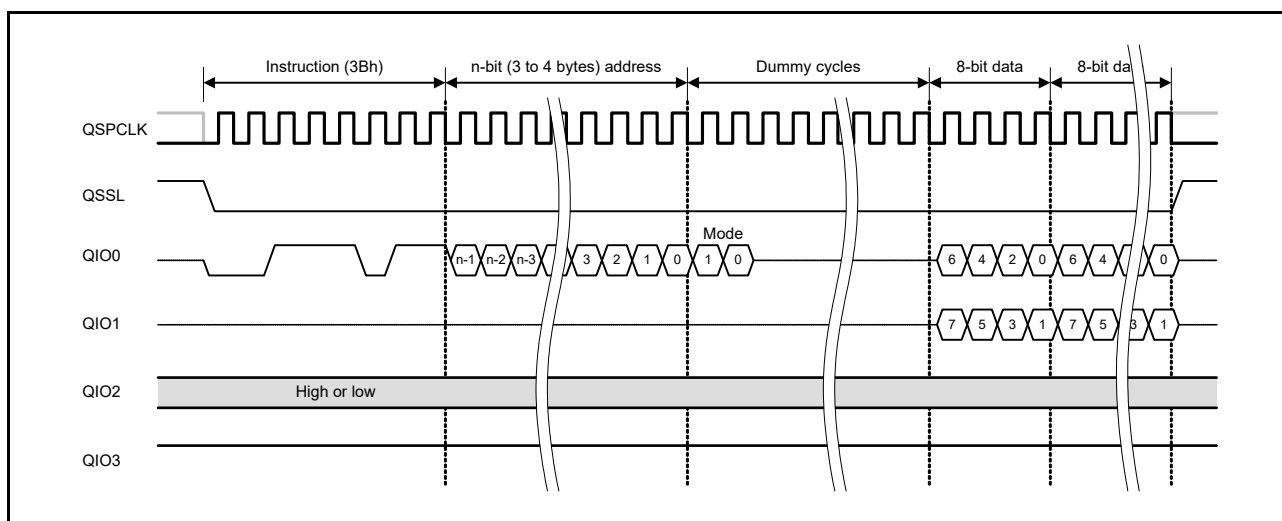 Instruction (3Bh) n-bit (3 to 4 bytes) address Dummy cycles 8-bit data 8-bit da
QSPCLK
QSSL
Mode
QIO0 n-1 n-2 n-3 3 2 1 0 1 0 6 4 2 0 6 4 0
QIO1 7 5 3 1 7 5 3 1
QIO2 High or low
QIO3